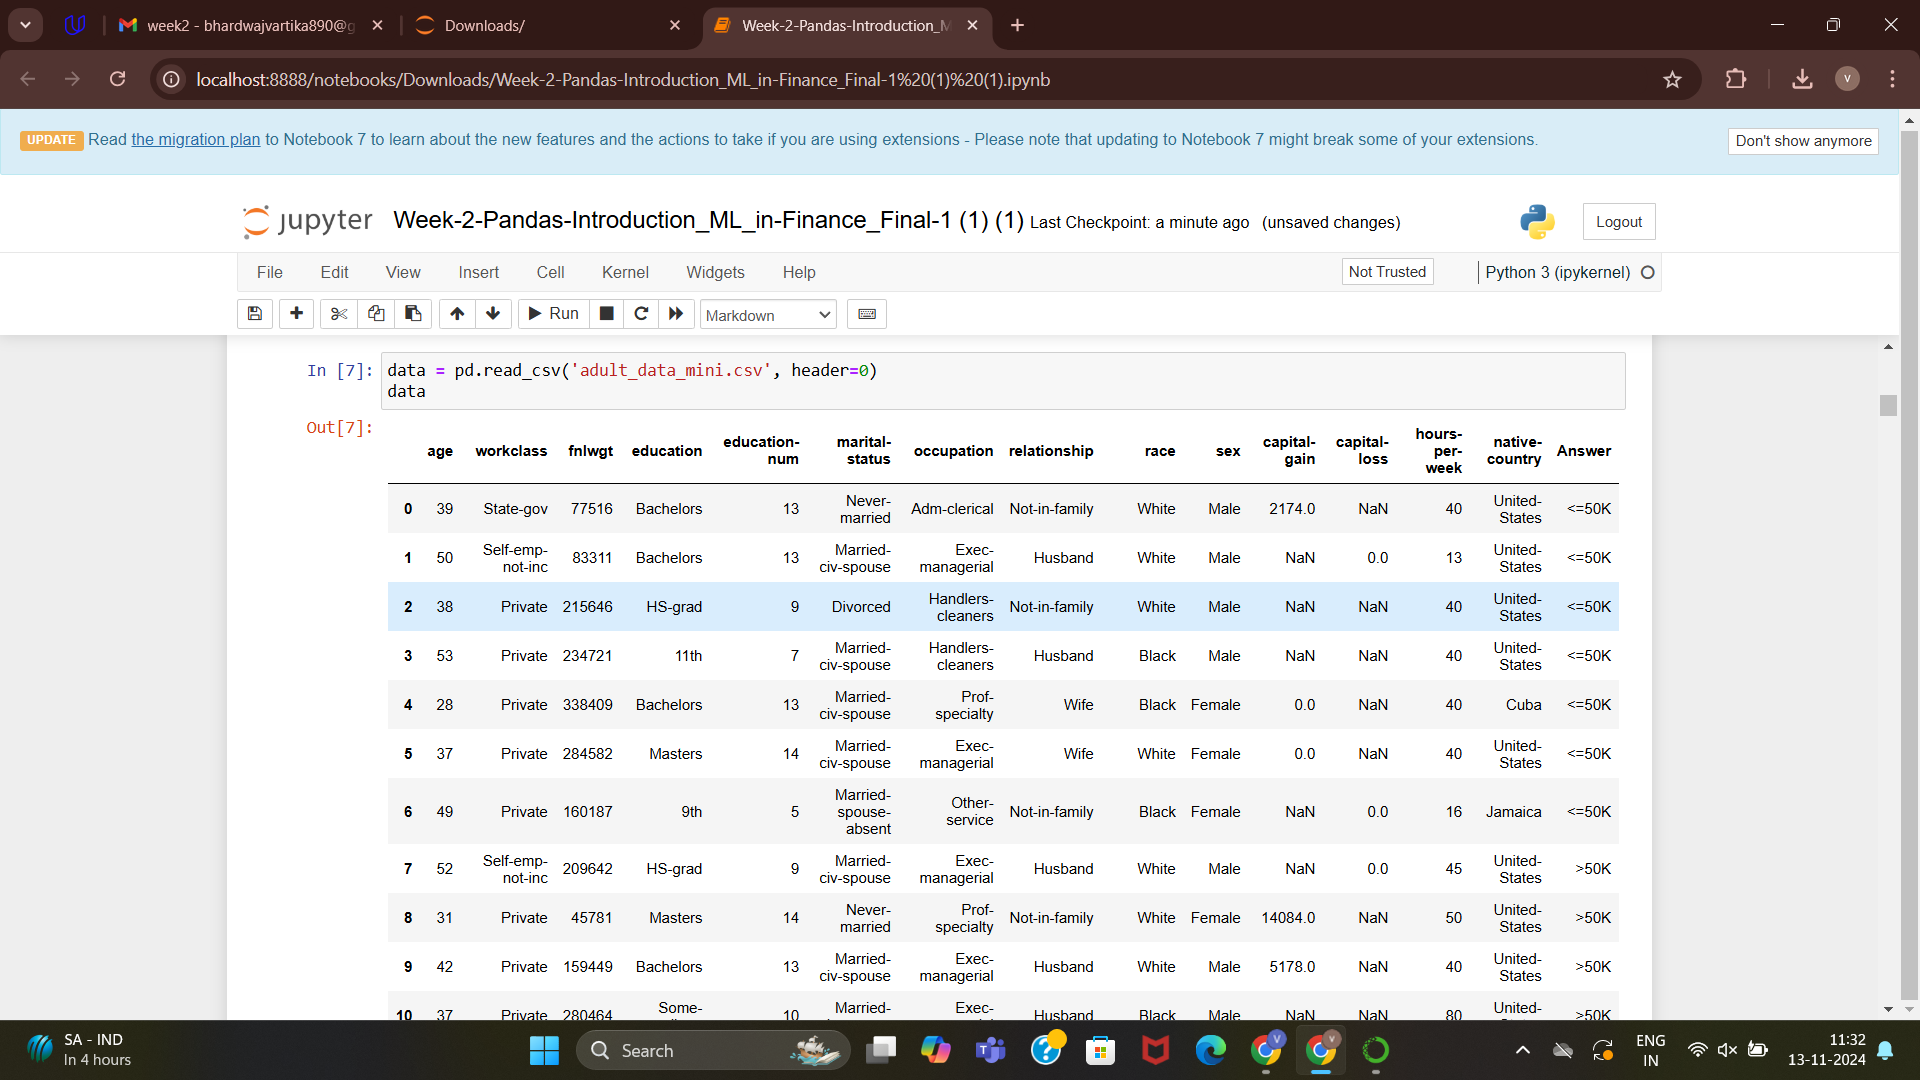 week2 - bhardwajvartika890@g
Downloads/
Week-2-Pandas-Introduction_M
localhost:8888/notebooks/Downloads/Week-2-Pandas-Introduction_ML_in-Finance_Final-1%20(1)%20(1).ipynb
V
UPDATE Read the migration plan to Notebook 7 to learn about the new features and the actions to take if you are using extensions - Please note that updating to Notebook 7 might break some of your extensions.
Don't show anymore
jupyter Week-2-Pandas-Introduction_ML_in-Finance_Final-1 (1) (1) Last Checkpoint: a minute ago (unsaved changes)
Logout
File Edit View Insert Cell Kernel Widgets Help
Not Trusted
Python 3 (ipykernel)
Run
Markdown
In [7]: data = pd.read_csv('adult_data_mini.csv', header=0)
data
Out[7]:
age workclass fnlwgt education education-num marital-status occupation relationship race sex capital-gain capital-loss hours-per-week native-country Answer
0 39 State-gov 77516 Bachelors 13 Never-married Adm-clerical Not-in-family White Male 2174.0 NaN 40 United-States <=50K
1 50 Self-emp-not-inc 83311 Bachelors 13 Married-civ-spouse Exec-managerial Husband White Male NaN 0.0 13 United-States <=50K
2 38 Private 215646 HS-grad 9 Divorced Handlers-cleaners Not-in-family White Male NaN NaN 40 United-States <=50K
3 53 Private 234721 11th 7 Married-civ-spouse Handlers-cleaners Husband Black Male NaN NaN 40 United-States <=50K
4 28 Private 338409 Bachelors 13 Married-civ-spouse Prof-specialty Wife Black Female 0.0 NaN 40 Cuba <=50K
5 37 Private 284582 Masters 14 Married-civ-spouse Exec-managerial Wife White Female 0.0 NaN 40 United-States <=50K
6 49 Private 160187 9th 5 Married-spouse-absent Other-service Not-in-family Black Female NaN 0.0 16 Jamaica <=50K
7 52 Self-emp-not-inc 209642 HS-grad 9 Married-civ-spouse Exec-managerial Husband White Male NaN 0.0 45 United-States >50K
8 31 Private 45781 Masters 14 Never-married Prof-specialty Not-in-family White Female 14084.0 NaN 50 United-States >50K
9 42 Private 159449 Bachelors 13 Married-civ-spouse Exec-managerial Husband White Male 5178.0 NaN 40 United-States >50K
10 37 Private 280464 Some- 10 Married- Exec- Husband Black Male NaN NaN 80 United- >50K
SA - IND
In 4 hours
Search
ENG
IN
11:32
13-11-2024